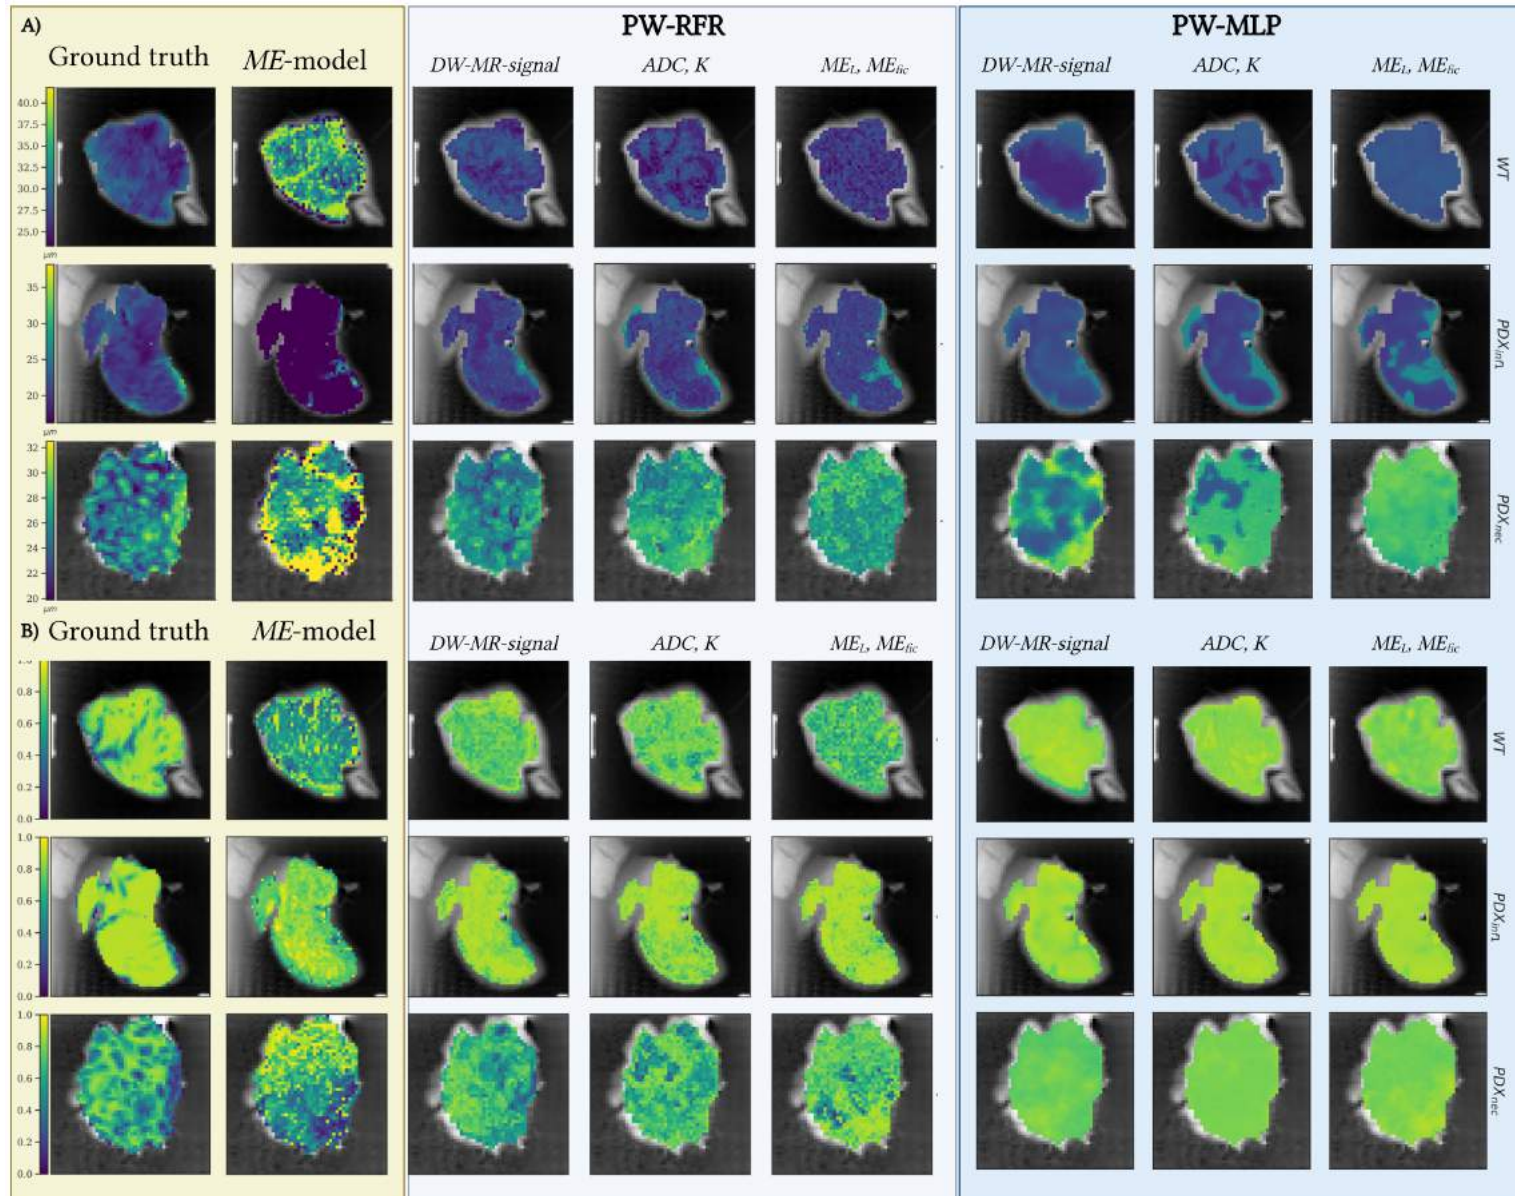 A)
PW-RFR
PW-MLP
Ground truth
ME-model
DW-MR-signal
ADC, K
ME_L, ME_fic
DW-MR-signal
ADC, K
ME_L, ME_fic
40.0
37.5
35.0
32.5
30.0
27.5
25.0
μm
WT
35
30
25
20
PDX_infl
32
30
28
26
24
22
20
μm
PDX_nec
B)
Ground truth
ME-model
DW-MR-signal
ADC, K
ME_L, ME_fic
DW-MR-signal
ADC, K
ME_L, ME_fic
0.8
0.6
0.4
0.2
0.0
WT
1.0
0.8
0.6
0.4
0.2
0.0
PDX_infl
1.0
0.8
0.6
0.4
0.2
0.0
PDX_nec